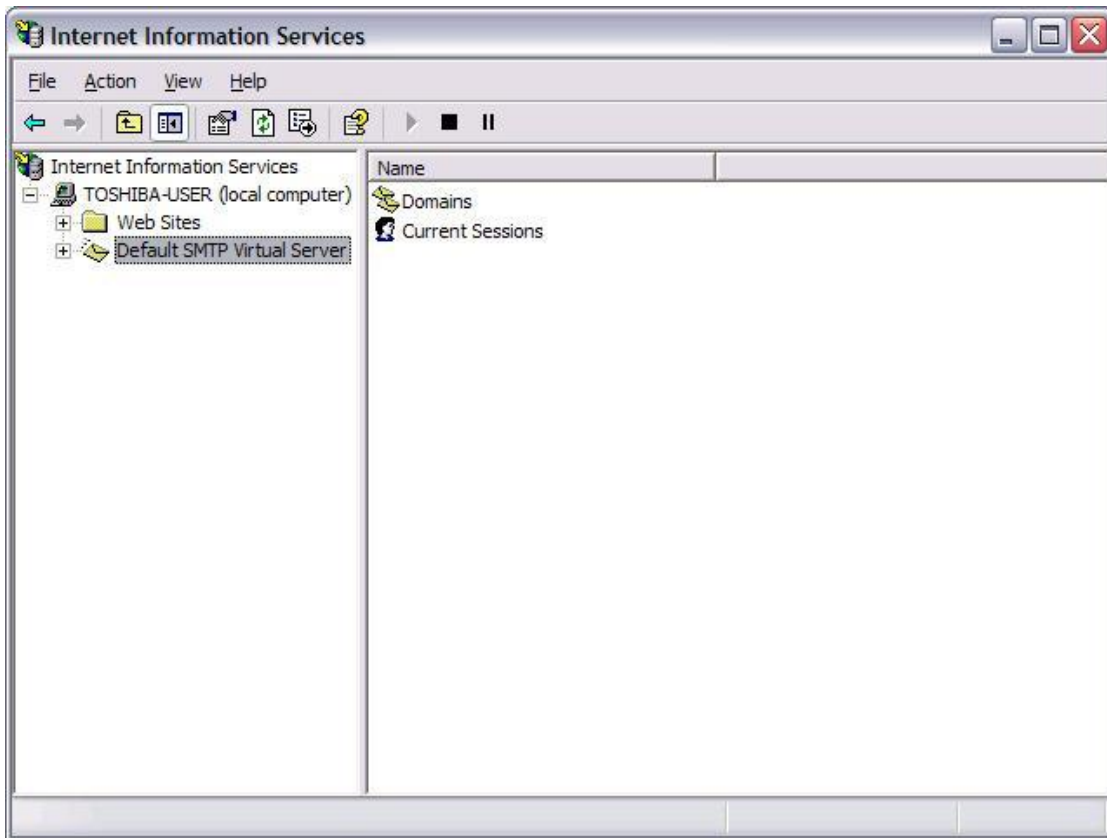 Internet Information Services
File Action View Help
Internet Information Services
TOSHIBA-USER (local computer)
Web Sites
Default SMTP Virtual Server
Name
Domains
Current Sessions